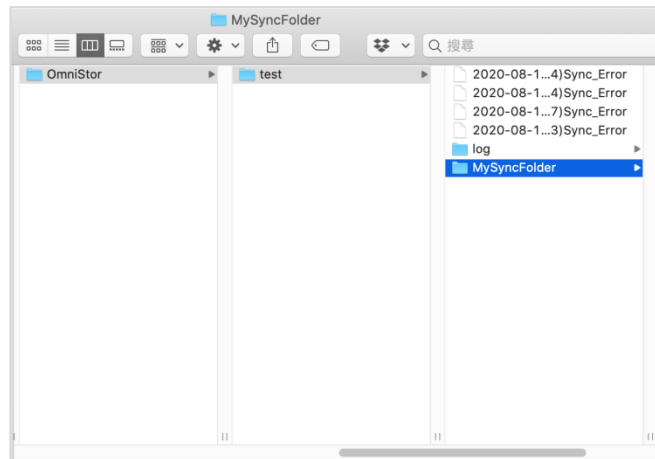 MySyncFolder
搜尋
OmniStor
test
2020-08-1...4)Sync_Error
2020-08-1...4)Sync_Error
2020-08-1...7)Sync_Error
2020-08-1...3)Sync_Error
log
MySyncFolder